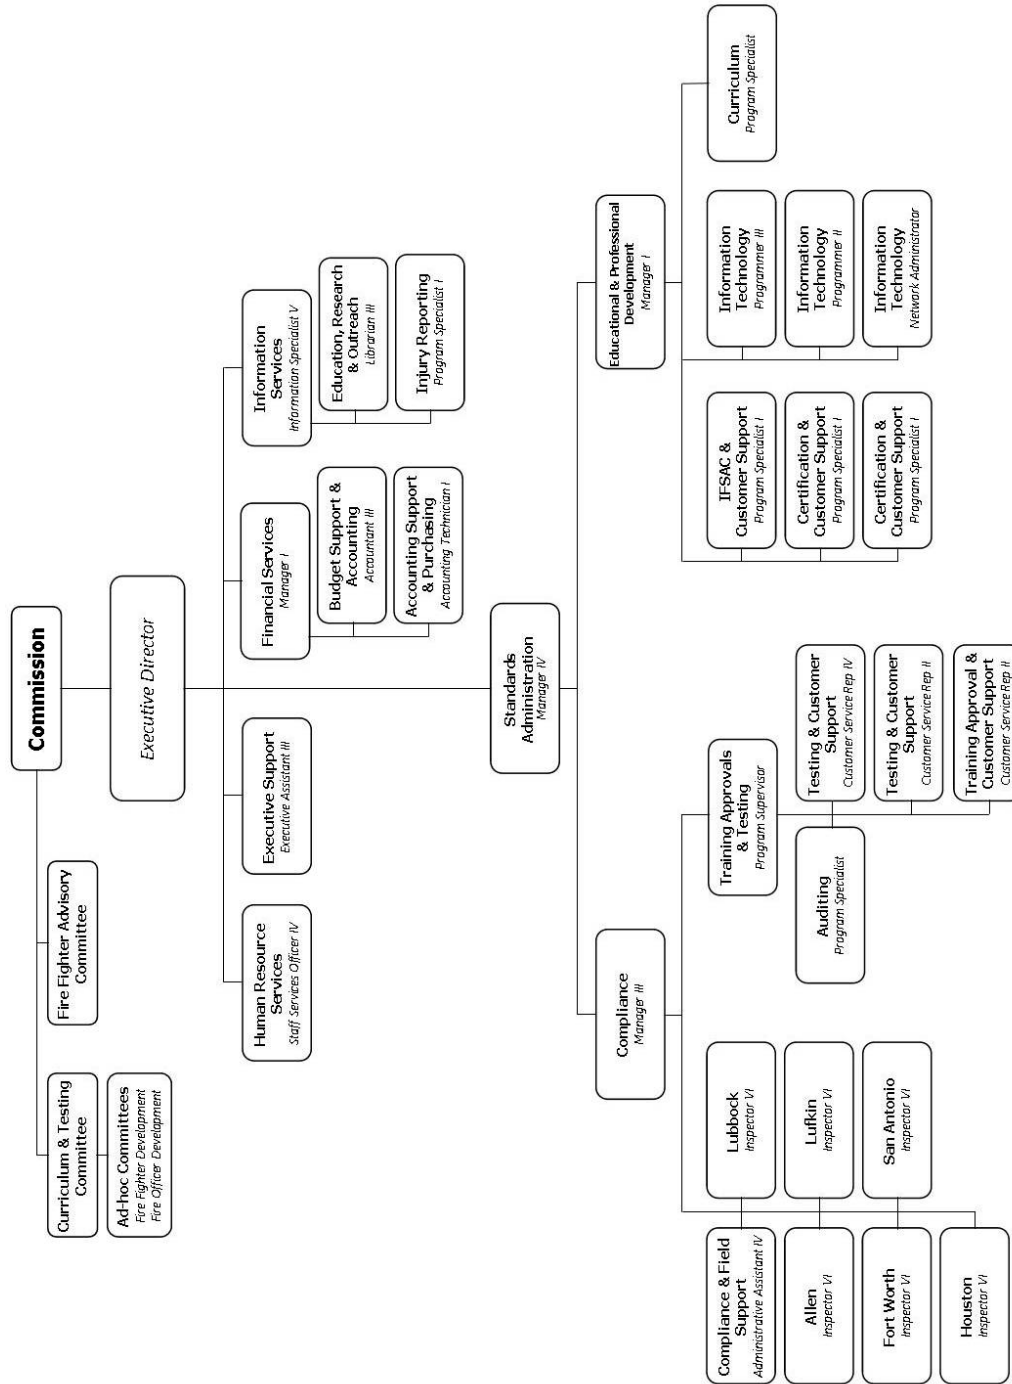 Commission
Fire Fighter Advisory
Committee
Curriculum & Testing
Committee
Ad-hoc Committees
Fire Fighter Development
Fire Officer Development
Executive Director
Human Resource
Services
Staff Services Officer IV
Executive Support
Executive Assistant III
Financial Services
Manager I
Budget Support &
Accounting
Accountant III
Accounting Support
& Purchasing
Accounting Technician I
Information
Services
Information Specialist V
Education, Research
& Outreach
Librarian III
Injury Reporting
Program Specialist I
Standards
Administration
Manager IV
Compliance
Manager III
Compliance & Field
Support
Administrative Assistant IV
Lubbock
Inspector VI
Allen
Inspector VI
Lufkin
Inspector VI
Fort Worth
Inspector VI
San Antonio
Inspector VI
Houston
Inspector VI
Training Approvals
& Testing
Program Supervisor
Auditing
Program Specialist
Testing & Customer
Support
Customer Service Rep IV
Testing & Customer
Support
Customer Service Rep II
Training Approval &
Customer Support
Customer Service Rep II
Educational & Professional
Development
Manager I
IFSAC &
Customer Support
Program Specialist I
Certification &
Customer Support
Program Specialist I
Certification &
Customer Support
Program Specialist I
Information
Technology
Programmer III
Information
Technology
Programmer II
Information
Technology
Network Administrator
Curriculum
Program Specialist